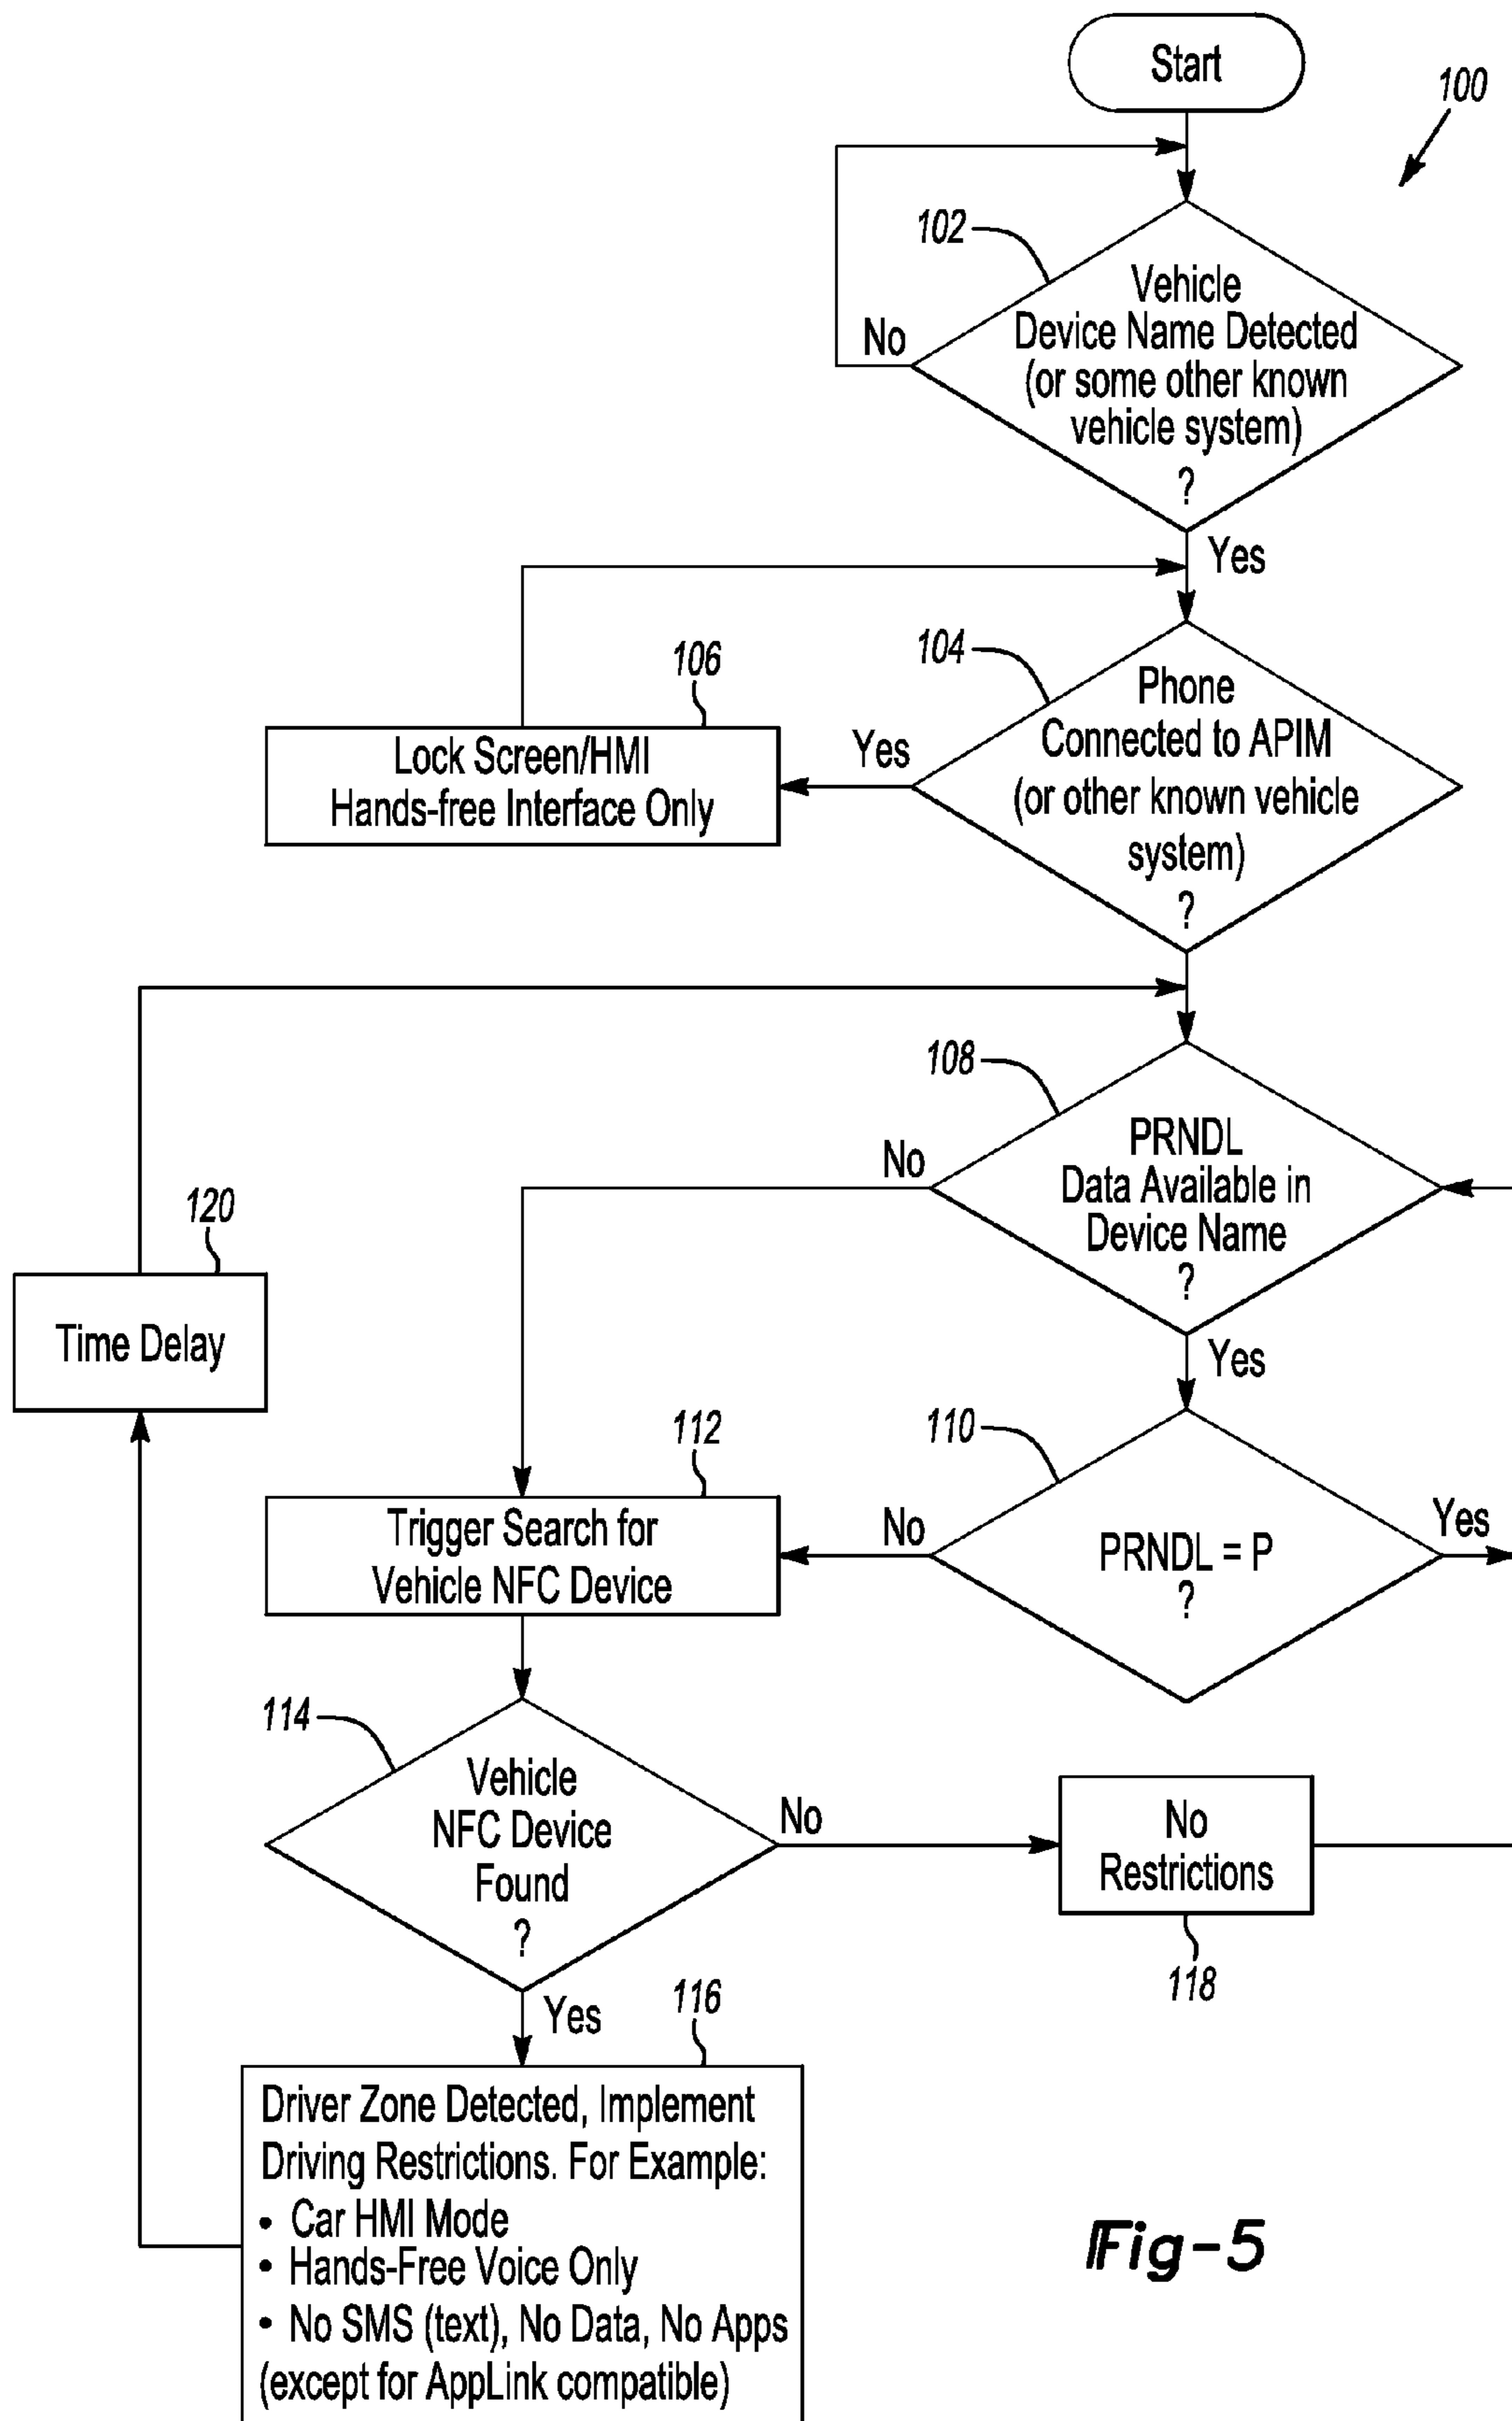 Start
100
102
Vehicle
Device Name Detected
(or some other known
vehicle system)
?
No
Yes
104
Phone
Connected to APIM
(or other known vehicle
system)
?
Yes
106
Lock Screen/HMI
Hands-free Interface Only
108
PRNDL
Data Available in
Device Name
?
No
Yes
120
Time Delay
110
PRNDL = P
?
No
Yes
112
Trigger Search for
Vehicle NFC Device
114
Vehicle
NFC Device
Found
?
No
Yes
No
Restrictions
118
116
Driver Zone Detected, Implement
Driving Restrictions. For Example:
• Car HMI Mode
• Hands-Free Voice Only
• No SMS (text), No Data, No Apps
(except for AppLink compatible)
Fig-5